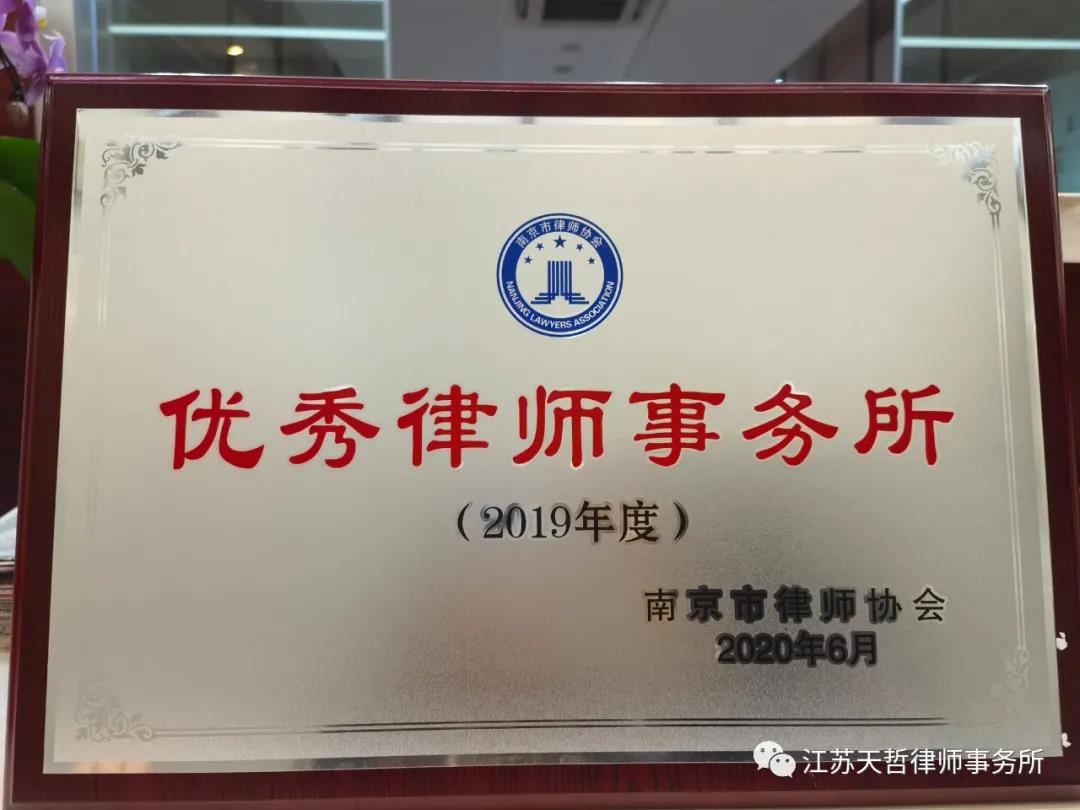 南京市律师协会
NANJING LAWYERS ASSOCIATION
优秀律师事务所
（2019年度）
南京市律师协会
2020年6月
江苏天哲律师事务所